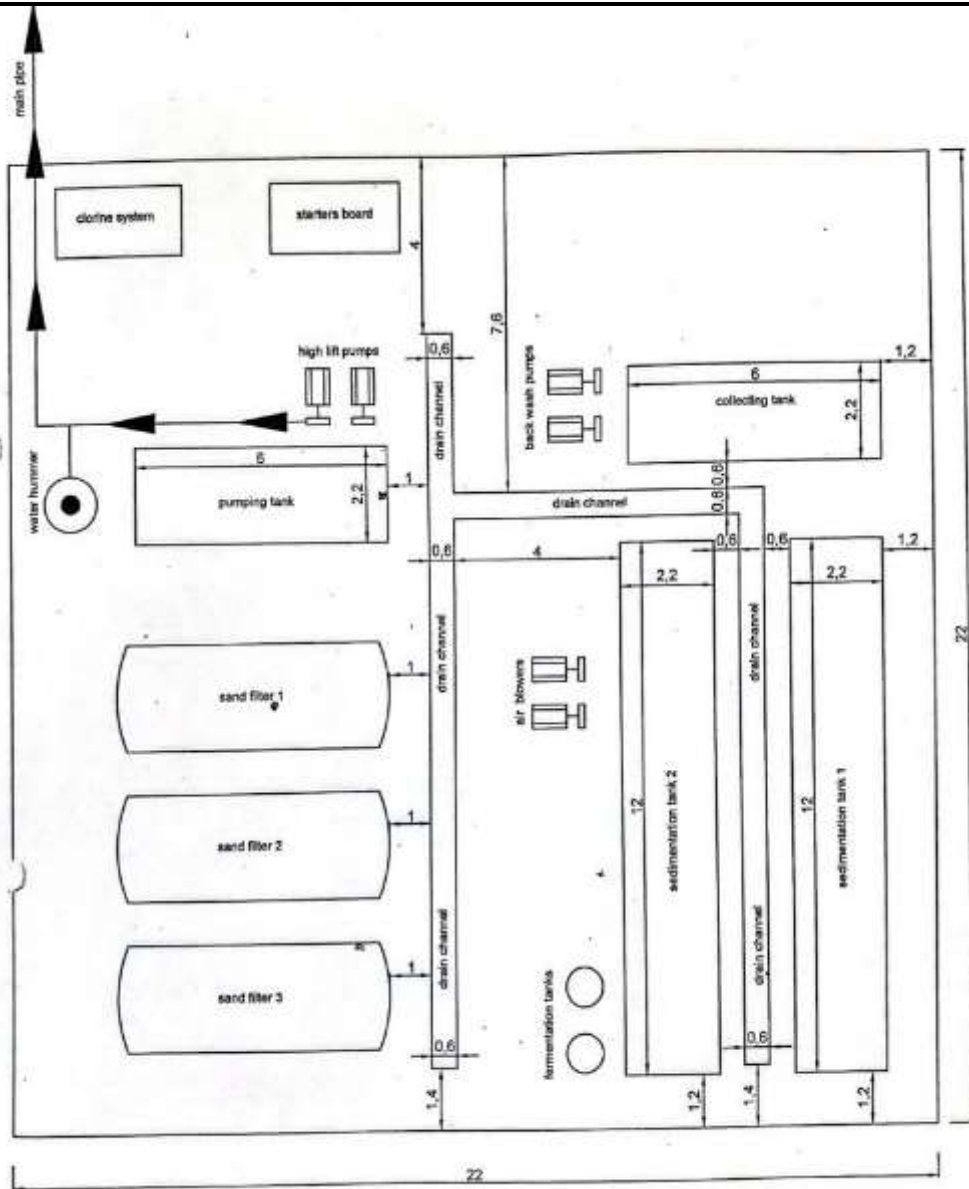 main pipe
clorine system
starters board
4
7,6
high lift pumps
0,6
drain channel
back wash pumps
6
collecting tank
2,2
1,2
22
water hummer
6
pumping tank
2,2
1
drain channel
0,6
0,6
0,6
4
0,6
0,6
1,2
2,2
2,2
sand filter 1
1
drain channel
air blowers
drain channel
12
sedimentation tank 2
12
sedimentation tank 1
sand filter 2
1
sand filter 3
1
drain channel
fermentation tanks
drain channel
0,6
0,6
1,4
1,2
1,4
1,2
22